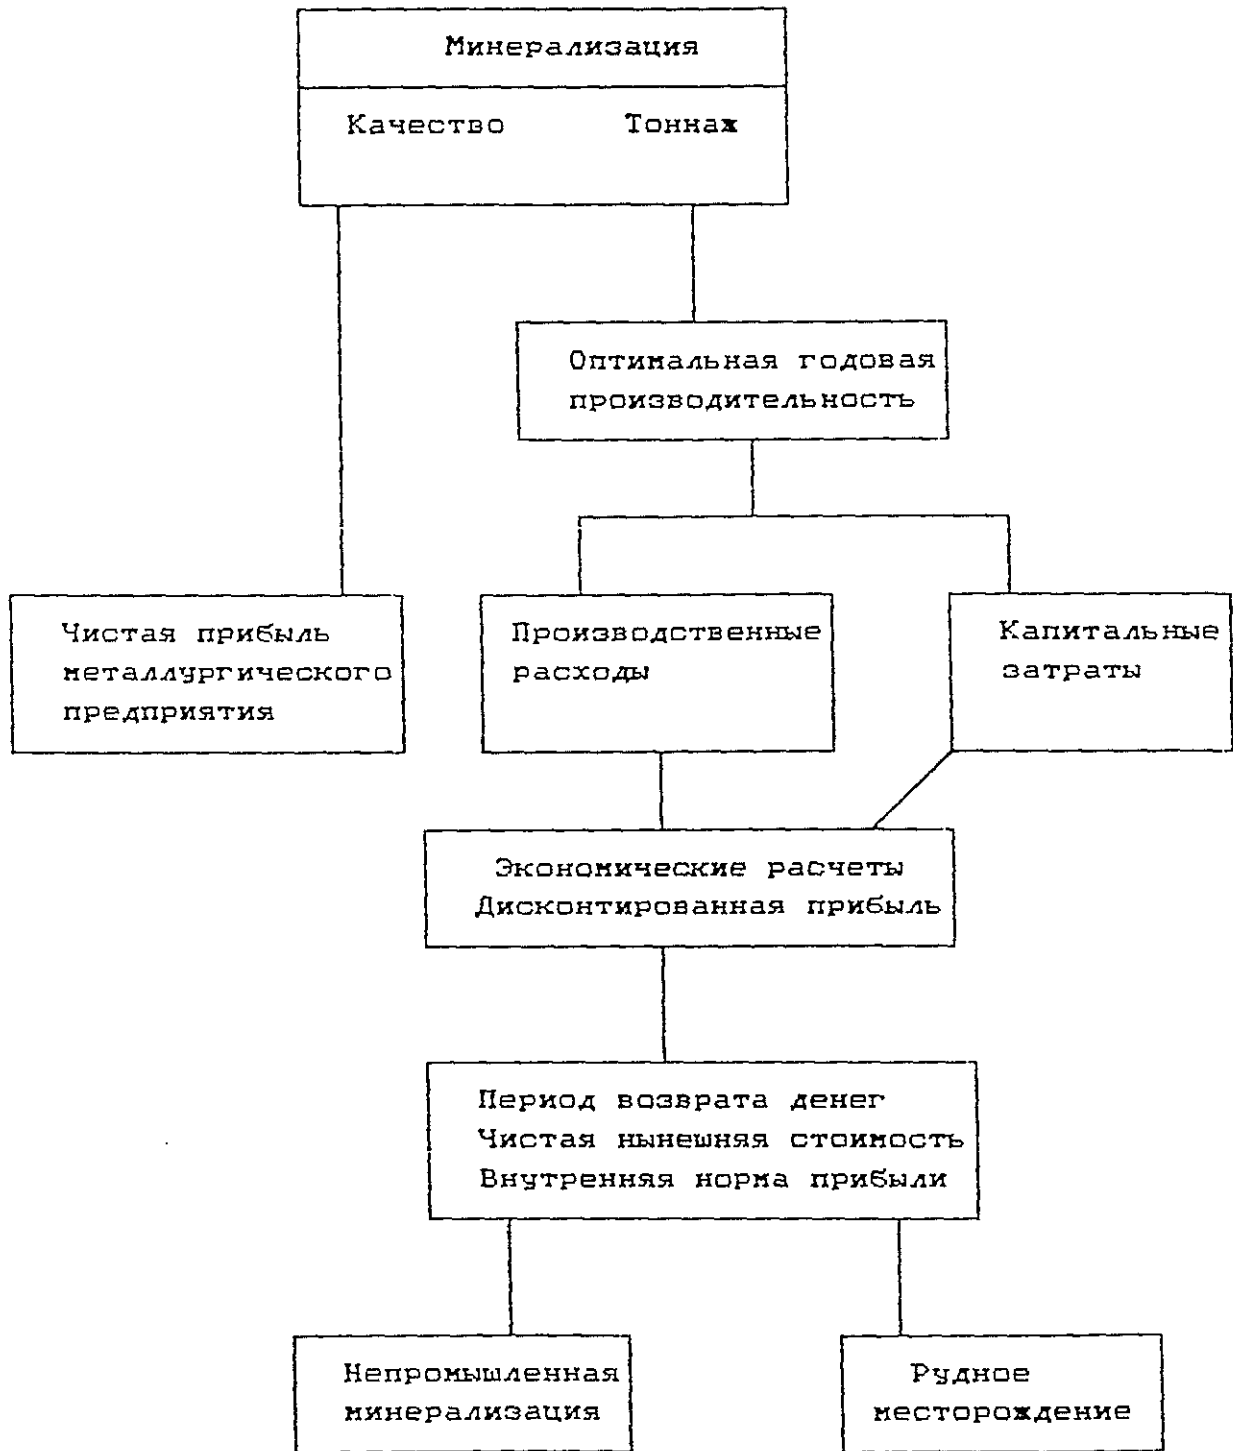 Минерализация
Качество Тоннаж
Оптимальная годовая
производительность
Чистая прибыль
металлургического
предприятия
Производственные
расходы
Капитальные
затраты
Экономические расчеты
Дисконтированная прибыль
Период возврата денег
Чистая нынешняя стоимость
Внутренняя норма прибыли
Непромышленная
минерализация
Рудное
месторождение